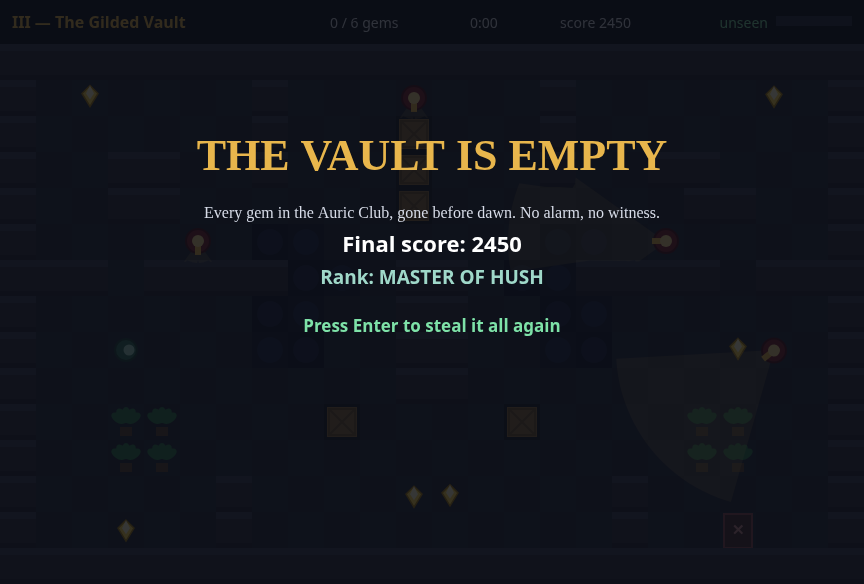 III — The Gilded Vault 0 / 6 gems 0:00 score 2450 unseen
THE VAULT IS EMPTY
Every gem in the Auric Club, gone before dawn. No alarm, no witness.
Final score: 2450
Rank: MASTER OF HUSH
Press Enter to steal it all again